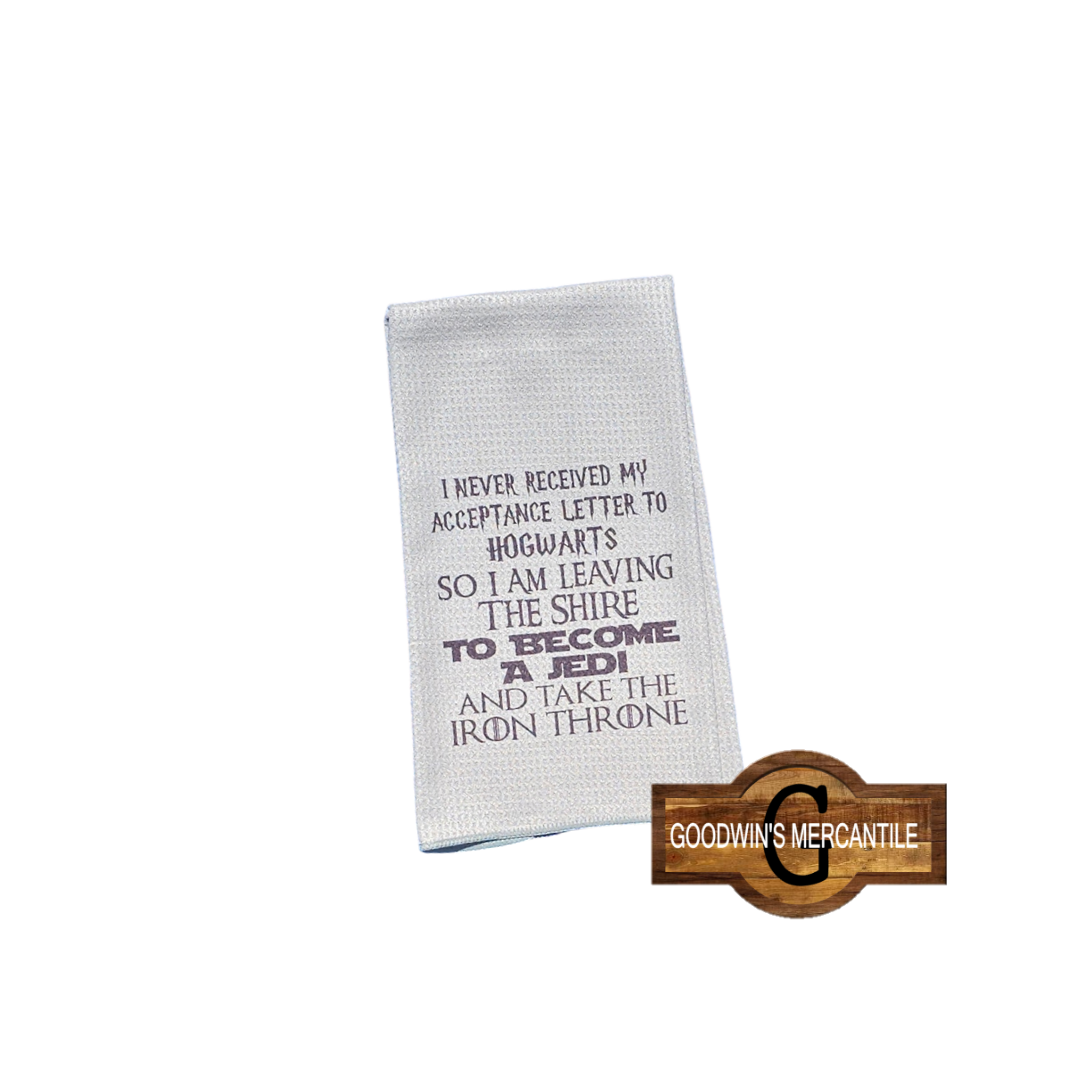 I NEVER RECEIVED MY
ACCEPTANCE LETTER TO
HOGWARTS
SO I AM LEAVING
THE SHIRE
TO BECOME
A JEDI
AND TAKE THE
IRON THRONE
G
GOODWIN'S MERCANTILE